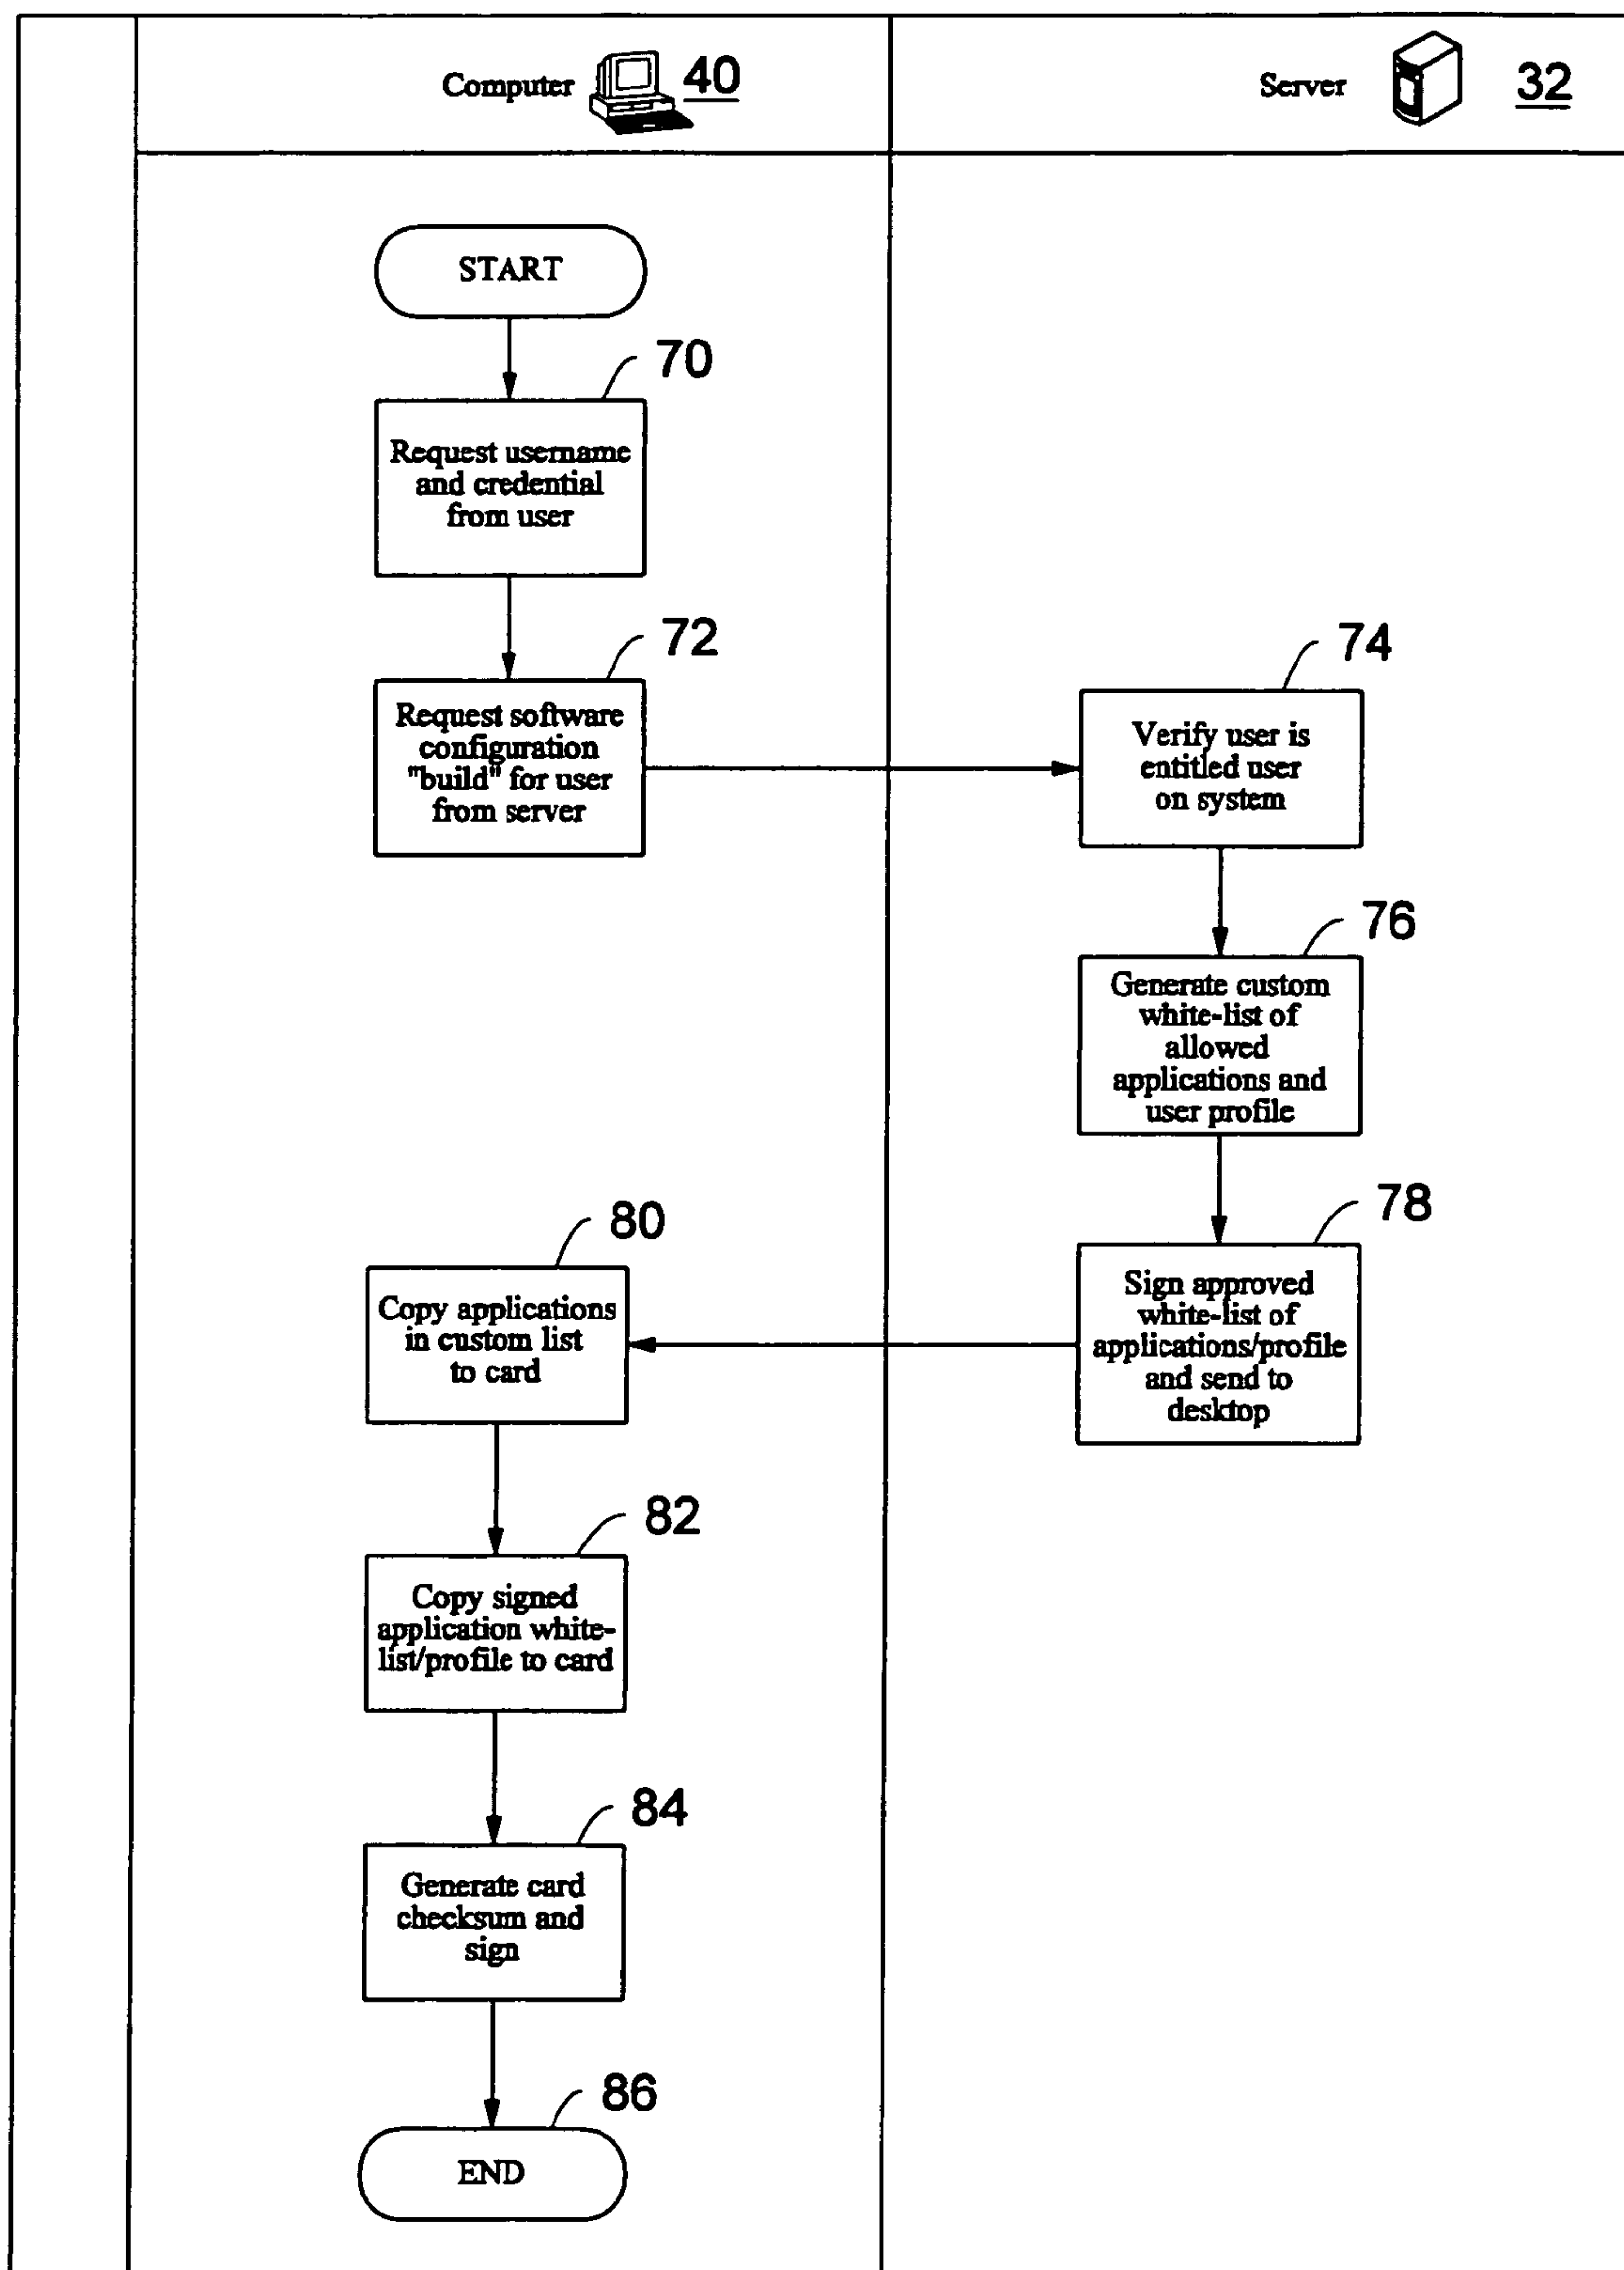 Computer 40
Server 32
START
70
Request username
and credential
from user
72
Request software
configuration
"build" for user
from server
74
Verify user is
entitled user
on system
76
Generate custom
white-list of
allowed
applications and
user profile
78
Sign approved
white-list of
applications/profile
and send to
desktop
80
Copy applications
in custom list
to card
82
Copy signed
application white-
list/profile to card
84
Generate card
checksum and
sign
86
END